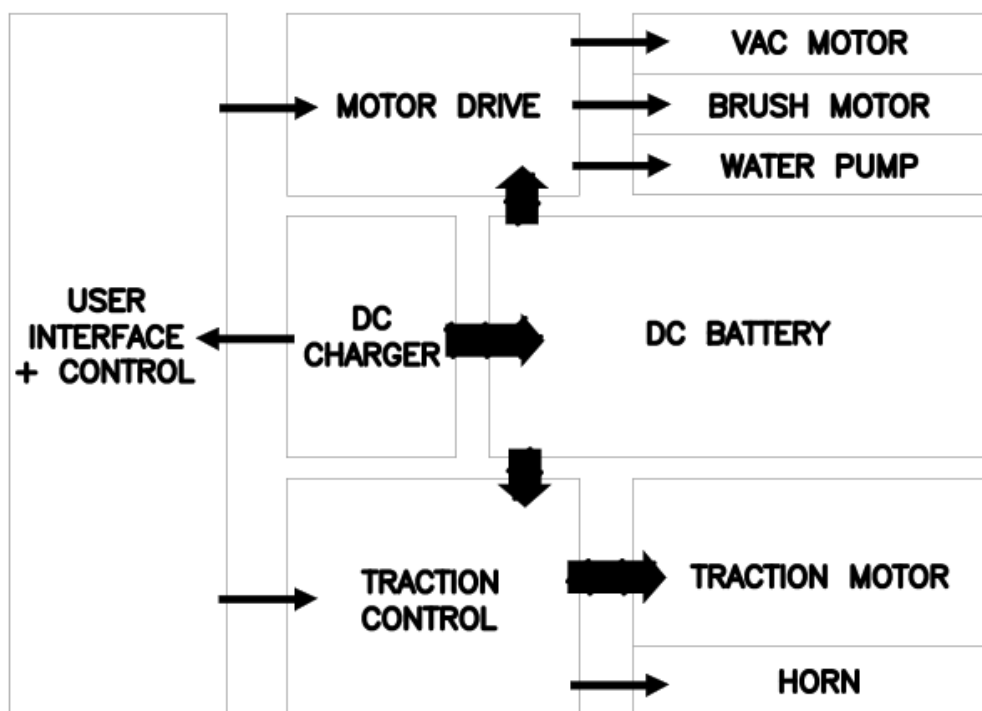 VAC MOTOR
MOTOR DRIVE
BRUSH MOTOR
WATER PUMP
USER
INTERFACE
+ CONTROL
DC
CHARGER
DC BATTERY
TRACTION
CONTROL
TRACTION MOTOR
HORN